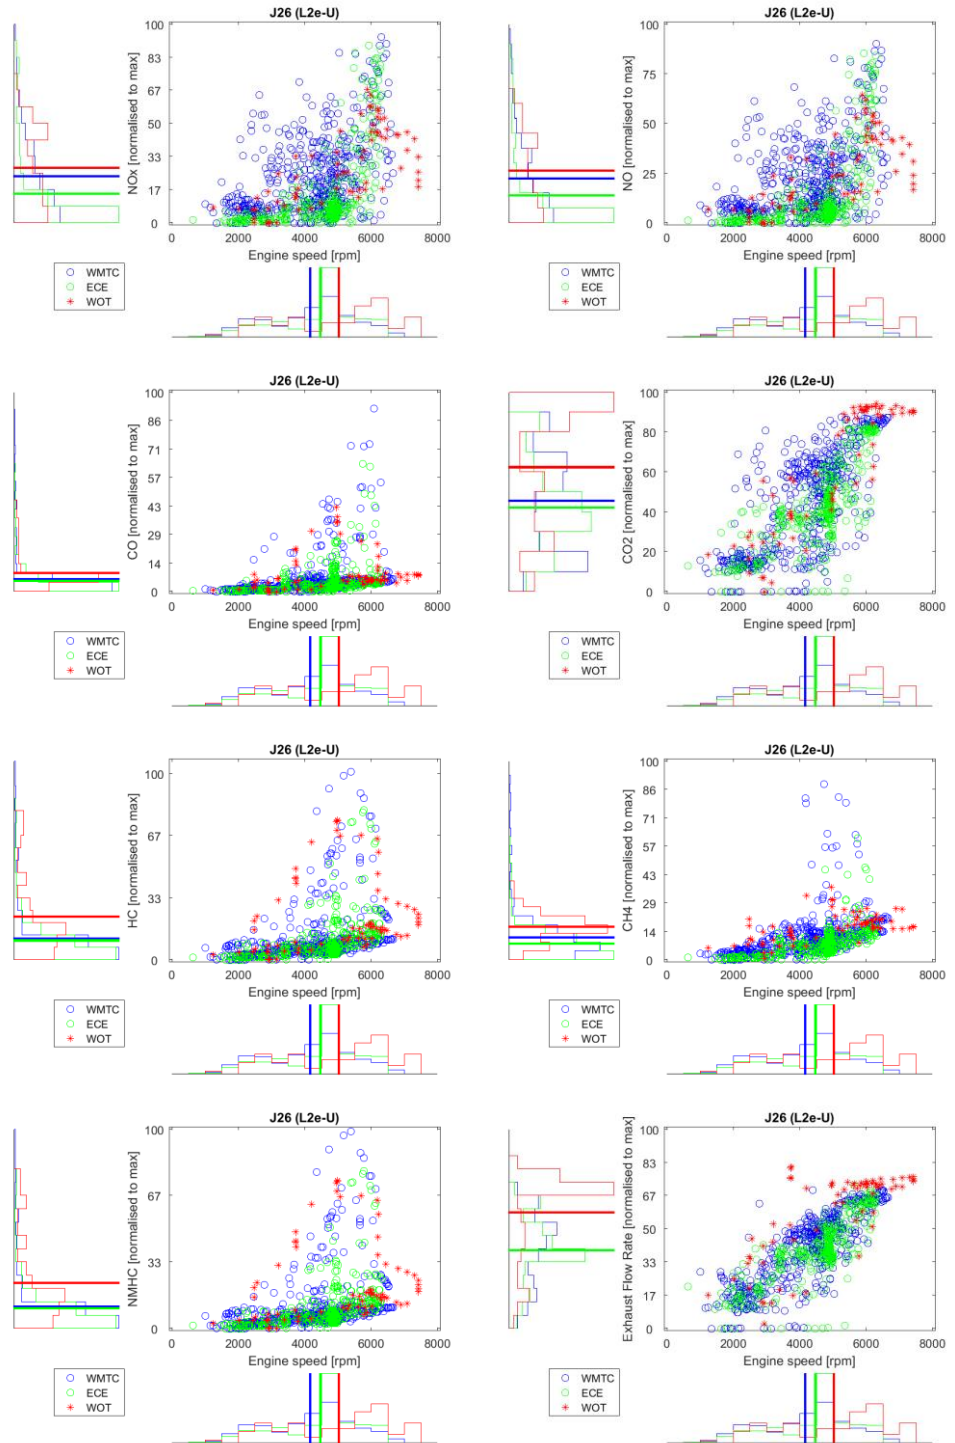 J26 (L2e-U)
NOx [normalised to max]
100
83
67
50
33
17
0
0 2000 4000 6000 8000
Engine speed [rpm]
WMTC
ECE
WOT
J26 (L2e-U)
NO [normalised to max]
100
75
50
25
0
0 2000 4000 6000 8000
Engine speed [rpm]
WMTC
ECE
WOT
J26 (L2e-U)
CO [normalised to max]
100
86
71
57
43
29
14
0
0 2000 4000 6000 8000
Engine speed [rpm]
WMTC
ECE
WOT
J26 (L2e-U)
CO2 [normalised to max]
100
80
60
40
20
0
0 2000 4000 6000 8000
Engine speed [rpm]
WMTC
ECE
WOT
J26 (L2e-U)
HC [normalised to max]
100
67
33
0
0 2000 4000 6000 8000
Engine speed [rpm]
WMTC
ECE
WOT
J26 (L2e-U)
CH4 [normalised to max]
100
86
71
57
43
29
14
0
0 2000 4000 6000 8000
Engine speed [rpm]
WMTC
ECE
WOT
J26 (L2e-U)
NMHC [normalised to max]
100
67
33
0
0 2000 4000 6000 8000
Engine speed [rpm]
WMTC
ECE
WOT
J26 (L2e-U)
Exhaust Flow Rate [normalised to max]
100
83
67
50
33
17
0
0 2000 4000 6000 8000
Engine speed [rpm]
WMTC
ECE
WOT